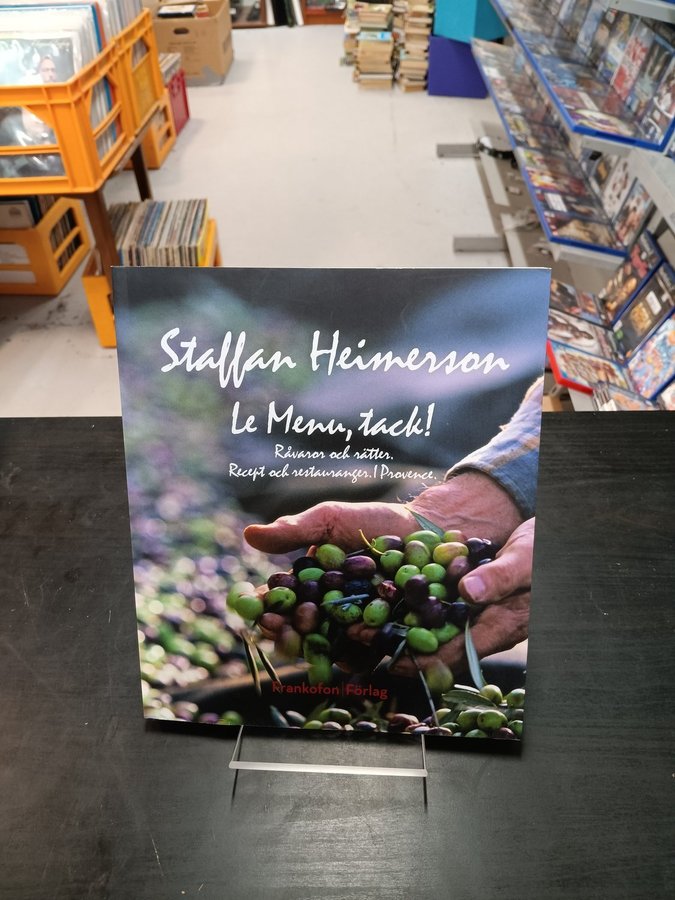 Staffan Heimerson
Le Menu, tack!
Råvaror och rätter.
Recept och restauranger. I Provence.
Frankofon | Förlag